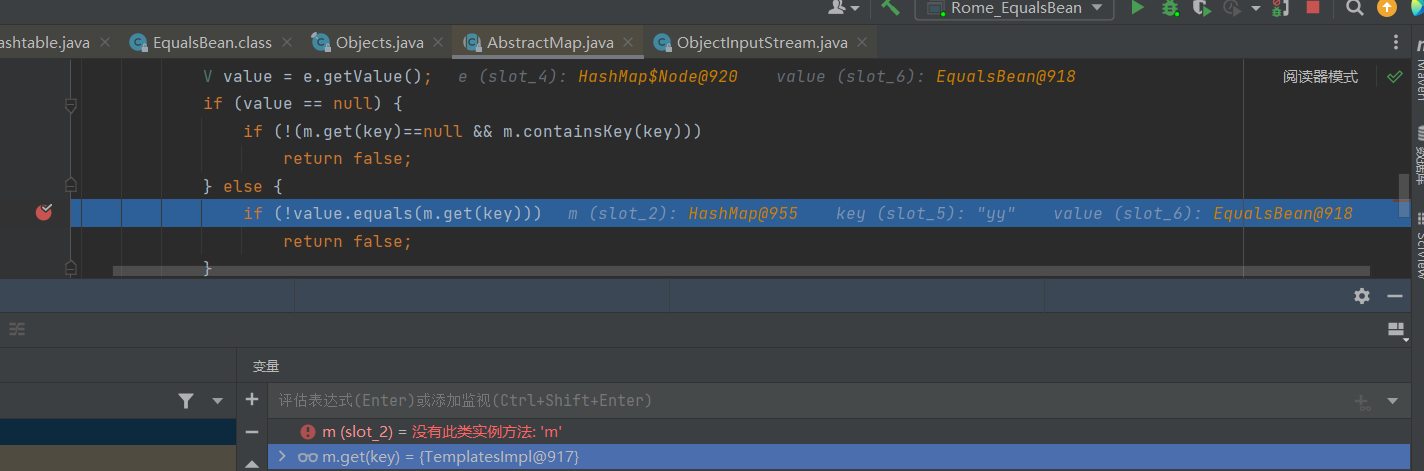 Rome_EqualsBean
ashtable.java EqualsBean.class Objects.java AbstractMap.java ObjectInputStream.java
V value = e.getValue(); e (slot_4): HashMap$Node@920 value (slot_6): EqualsBean@918 阅读器模式
if (value == null) {
if (!(m.get(key)==null && m.containsKey(key)))
return false;
} else {
if (!value.equals(m.get(key))) m (slot_2): HashMap@955 key (slot_5): "yy" value (slot_6): EqualsBean@918
return false;
}
变量
评估表达式(Enter)或添加监视(Ctrl+Shift+Enter)
m (slot_2) = 没有此类实例方法: 'm'
m.get(key) = {TemplatesImpl@917}
Maven
数据库
SciView